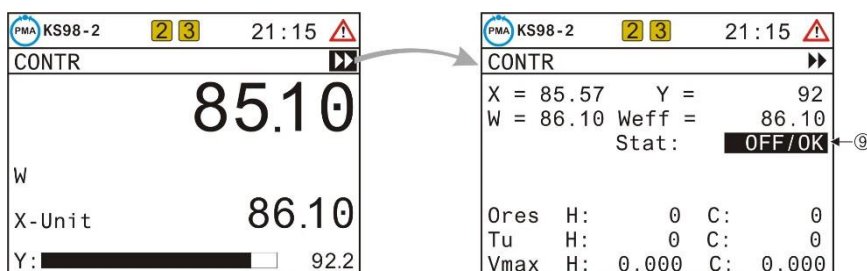 PMA KS98-2 2 3 21:15
CONTR
85.10
W
X-Unit 86.10
Y: 92.2
PMA KS98-2 2 3 21:15
CONTR
X = 85.57 Y = 92
W = 86.10 Weff = 86.10
Stat: OFF/OK ⑨
Ores H: 0 C: 0
Tu H: 0 C: 0
Vmax H: 0.000 C: 0.000